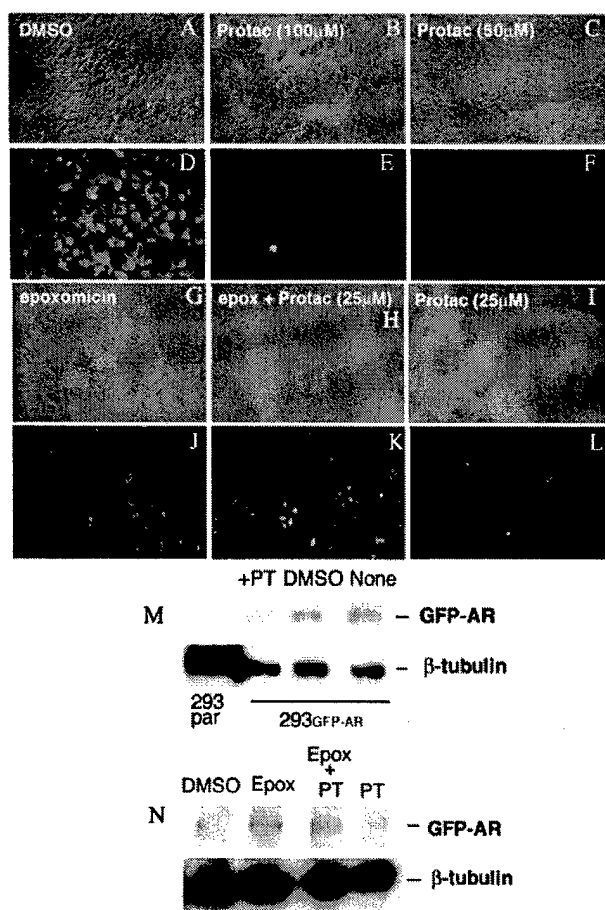 DMSO A Protac (100μM) B Protac (50μM) C
D E F
epoxomicin G epox + Protac (25μM) H Protac (25μM) I
J K L
+PT DMSO None
M – GFP-AR
– β-tubulin
293 par 293GFP-AR
DMSO Epox Epox + PT PT
N – GFP-AR
– β-tubulin